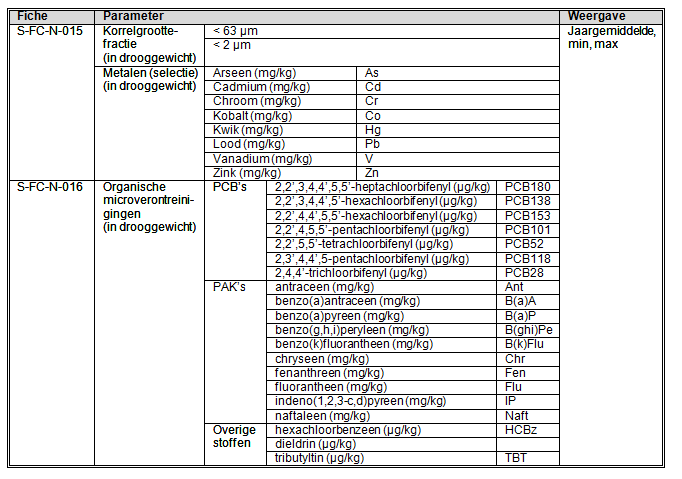 Fiche Parameter Weergave
S-FC-N-015 Korrelgrootte- < 63 µm Jaargemiddelde,
fractie < 2 µm min, max
(in drooggewicht)
Metalen (selectie) Arseen (mg/kg) As
(in drooggewicht) Cadmium (mg/kg) Cd
Chroom (mg/kg) Cr
Kobalt (mg/kg) Co
Kwik (mg/kg) Hg
Lood (mg/kg) Pb
Vanadium (mg/kg) V
Zink (mg/kg) Zn
S-FC-N-016 Organische PCB's 2,2',3,4,4',5,5'-heptachloorbifenyl (µg/kg) PCB180
microverontreini- 2,2',3,4,4',5'-hexachloorbifenyl (µg/kg) PCB138
gingen 2,2',4,4',5,5'-hexachloorbifenyl (µg/kg) PCB153
(in drooggewicht) 2,2',4,5,5'-pentachloorbifenyl (µg/kg) PCB101
2,2',5,5'-tetrachloorbifenyl (µg/kg) PCB52
2,3',4,4',5-pentachloorbifenyl (µg/kg) PCB118
2,4,4'-trichloorbifenyl (µg/kg) PCB28
PAK's antraceen (mg/kg) Ant
benzo(a)antraceen (mg/kg) B(a)A
benzo(a)pyreen (mg/kg) B(a)P
benzo(g,h,i)peryleen (mg/kg) B(ghi)Pe
benzo(k)fluorantheen (mg/kg) B(k)Flu
chryseen (mg/kg) Chr
fenanthreen (mg/kg) Fen
fluorantheen (mg/kg) Flu
indeno(1,2,3-c,d)pyreen (mg/kg) IP
naftaleen (mg/kg) Naft
Overige hexachloorbenzeen (µg/kg) HCBz
stoffen dieldrin (µg/kg)
tributyltin (µg/kg) TBT